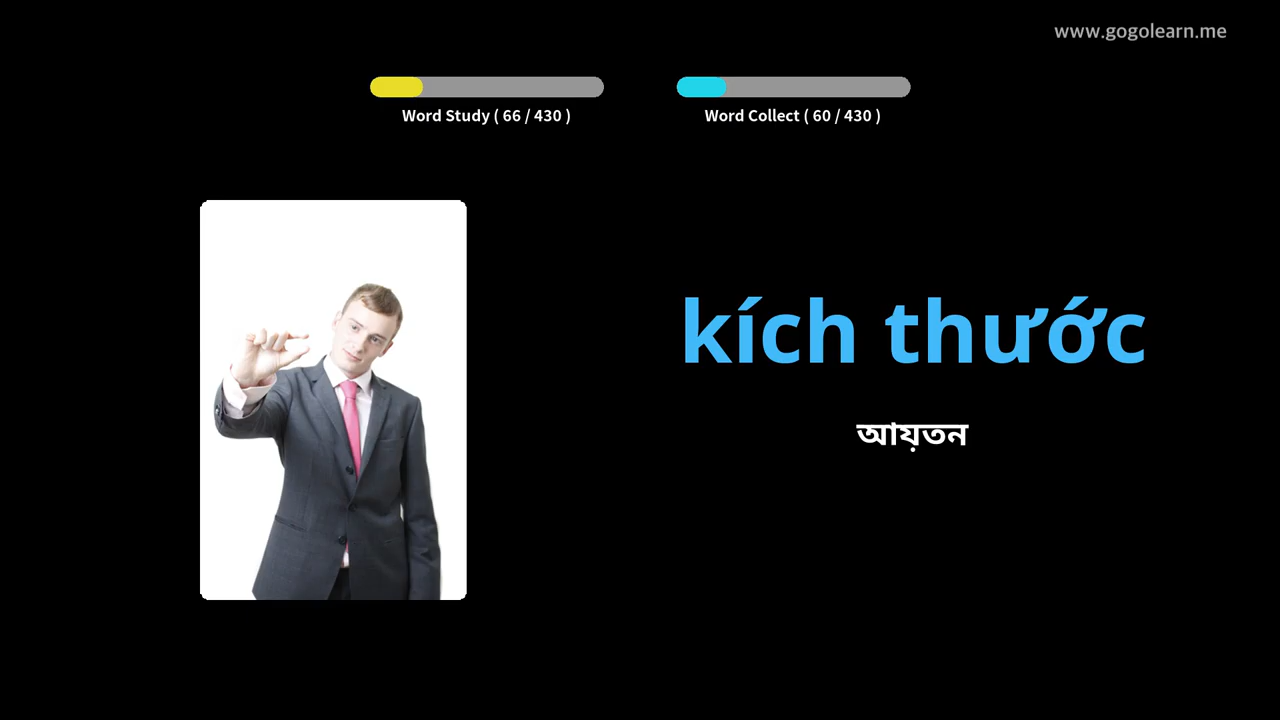 www.gogolearn.me
Word Study ( 66 / 430 )
Word Collect ( 60 / 430 )
kích thước
আয়তন